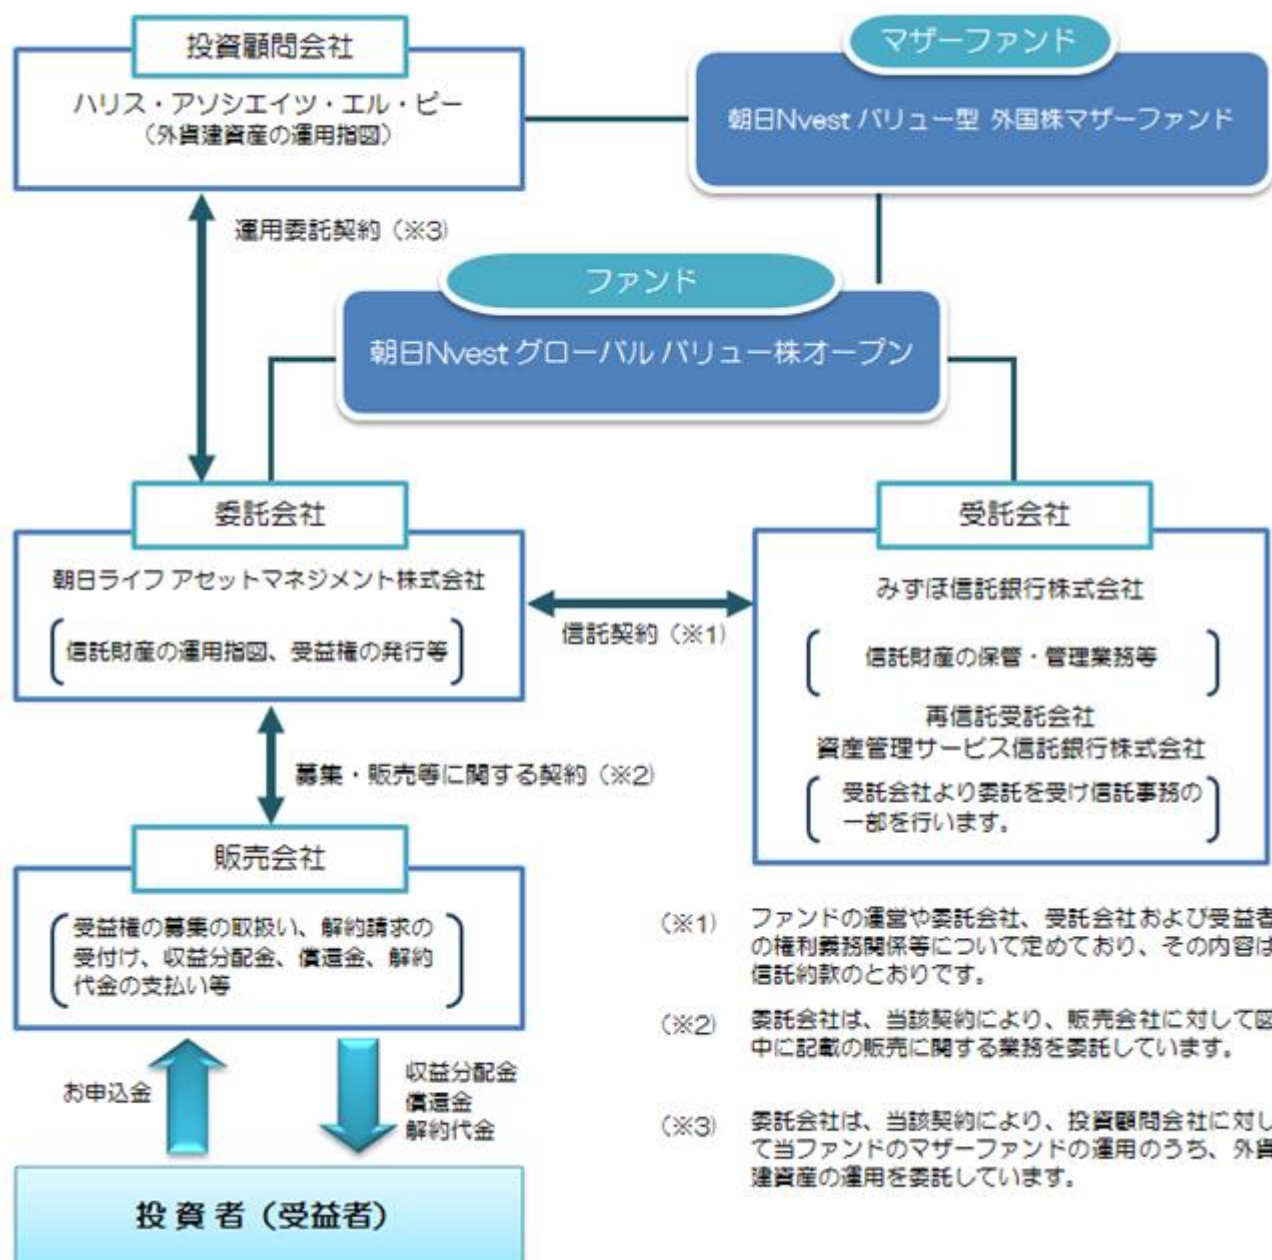 投資顧問会社
ハリス・アソシエイツ・エル・ピー
（外貨建資産の運用指図）
マザーファンド
朝日Nvest バリュー型 外国株マザーファンド
運用委託契約（※3）
ファンド
朝日Nvest グローバル バリュー株オープン
委託会社
朝日ライフ アセットマネジメント株式会社
信託財産の運用指図、受益権の発行等
信託契約（※1）
受託会社
みずほ信託銀行株式会社
信託財産の保管・管理業務等
再信託受託会社
資産管理サービス信託銀行株式会社
受託会社より委託を受け信託事務の
一部を行います。
募集・販売等に関する契約（※2）
販売会社
受益権の募集の取扱い、解約請求の
受付け、収益分配金、償還金、解約
代金の支払い等
お申込金
収益分配金
償還金
解約代金
投資者（受益者）
（※1） ファンドの運営や委託会社、受託会社および受益者
の権利義務関係等について定めており、その内容は
信託約款のとおりです。
（※2） 委託会社は、当該契約により、販売会社に対して図
中に記載の販売に関する業務を委託しています。
（※3） 委託会社は、当該契約により、投資顧問会社に対し
て当ファンドのマザーファンドの運用のうち、外貨
建資産の運用を委託しています。